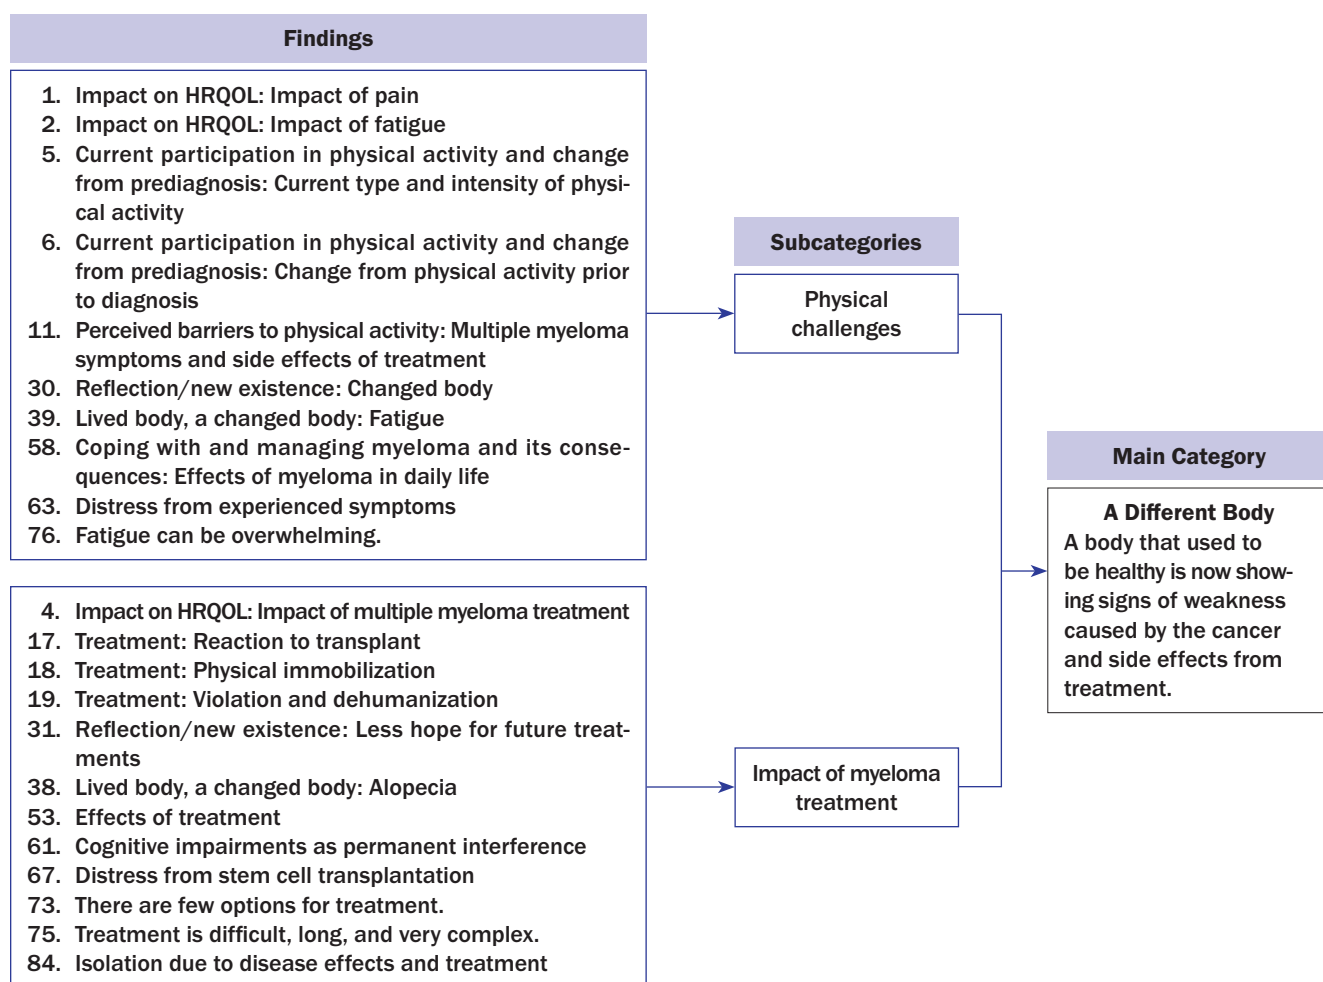 Findings
1. Impact on HRQOL: Impact of pain
2. Impact on HRQOL: Impact of fatigue
5. Current participation in physical activity and change
from prediagnosis: Current type and intensity of physi-
cal activity
6. Current participation in physical activity and change
from prediagnosis: Change from physical activity prior
to diagnosis
11. Perceived barriers to physical activity: Multiple myeloma
symptoms and side effects of treatment
30. Reflection/new existence: Changed body
39. Lived body, a changed body: Fatigue
58. Coping with and managing myeloma and its conse-
quences: Effects of myeloma in daily life
63. Distress from experienced symptoms
76. Fatigue can be overwhelming.
4. Impact on HRQOL: Impact of multiple myeloma treatment
17. Treatment: Reaction to transplant
18. Treatment: Physical immobilization
19. Treatment: Violation and dehumanization
31. Reflection/new existence: Less hope for future treat-
ments
38. Lived body, a changed body: Alopecia
53. Effects of treatment
61. Cognitive impairments as permanent interference
67. Distress from stem cell transplantation
73. There are few options for treatment.
75. Treatment is difficult, long, and very complex.
84. Isolation due to disease effects and treatment
Subcategories
Physical
challenges
Impact of myeloma
treatment
Main Category
A Different Body
A body that used to
be healthy is now show-
ing signs of weakness
caused by the cancer
and side effects from
treatment.